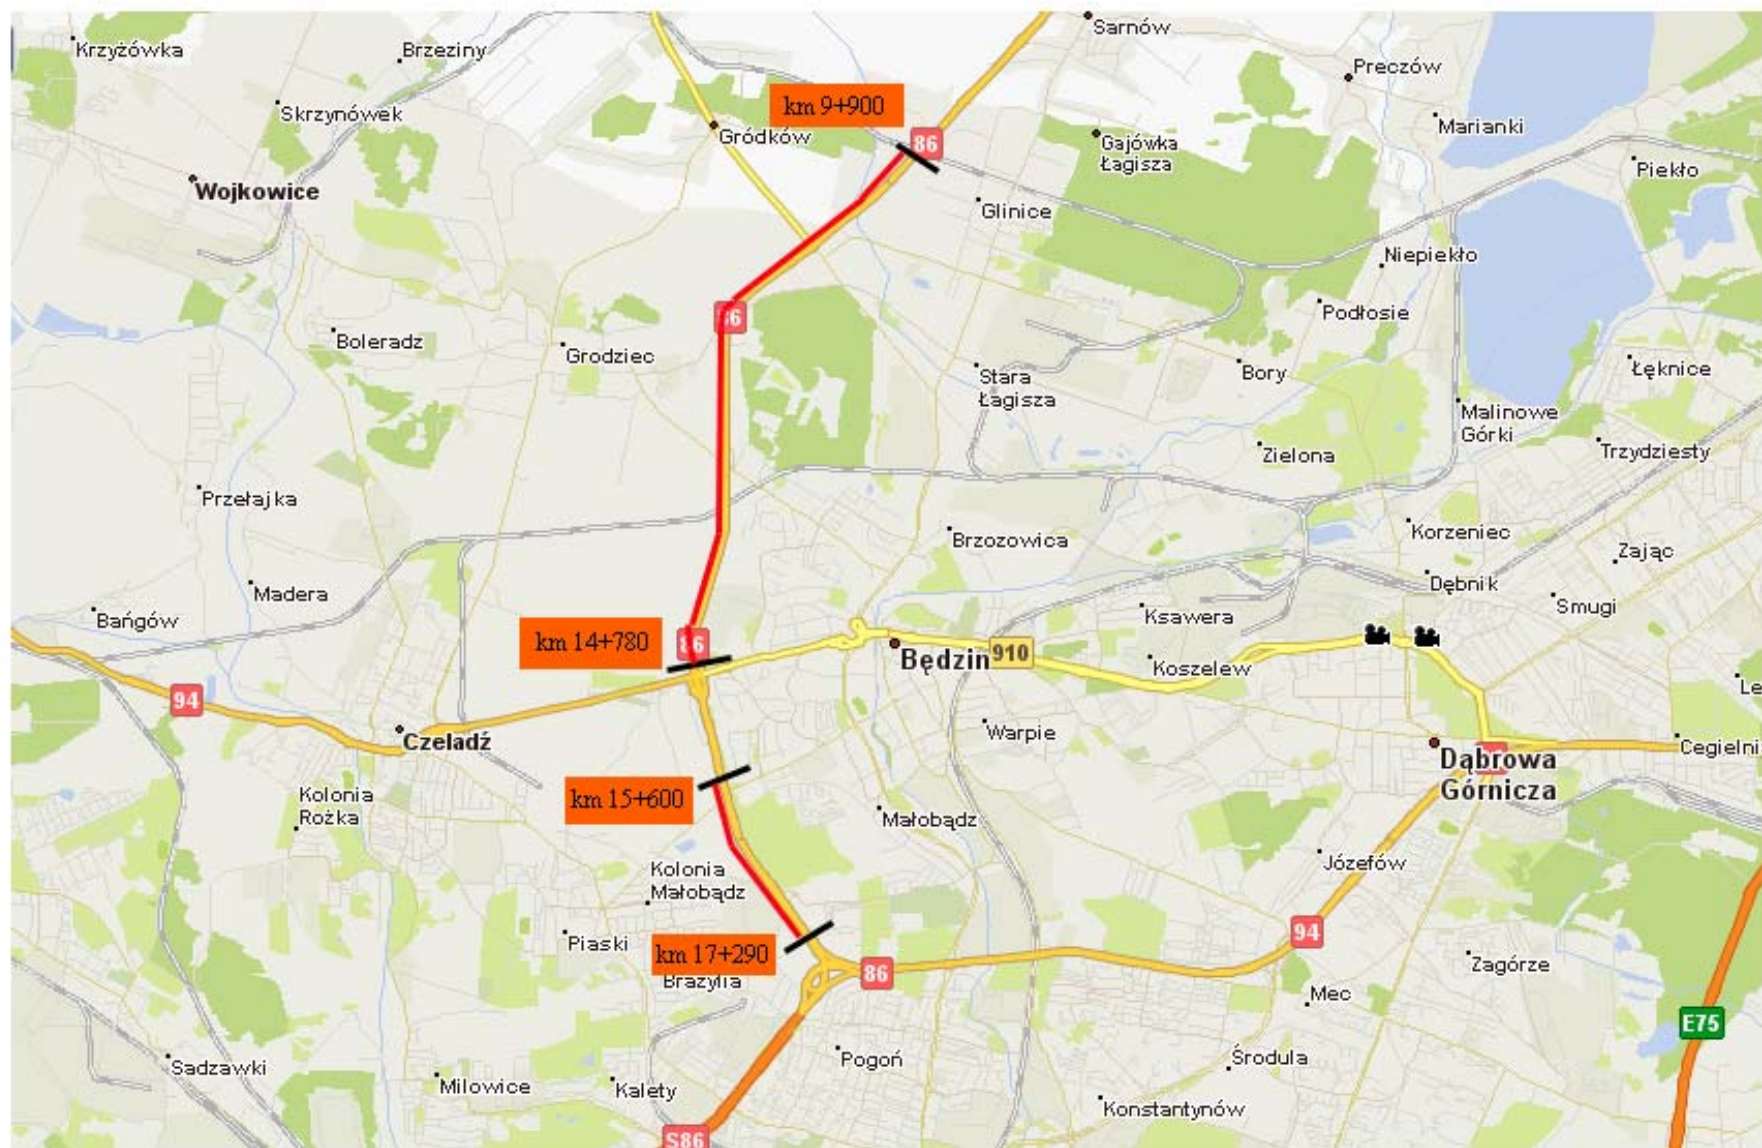 Sarnów
Krzyżówka
Brzeziny
Preczów
km 9+900
Skrzynówek
Marianki
Gródków
86
Gajówka
Łagisza
Piekło
Wojkowice
Glinice
Niepiekło
86
Podłosie
Boleradz
Grodziec
Łęknice
Bory
Stara
Łagisza
Malinowe
Górki
Zielona
Trzydziesty
Przełajka
Korzeniec
Brzozowica
Zając
Dębnik
Madera
Smugi
Bańgów
Ksawera
km 14+780
86
Będzin
910
Koszelew
94
Le
Czeladź
Warpie
Cegielni
Dąbrowa
Górnicza
Kolonia
Rożka
km 15+600
Małobądz
Józefów
Kolonia
Małobądz
94
Piaski
km 17+290
Zagórze
86
Brazylia
Mec
E75
Pogoń
Środula
Sadzawki
Milowice
Kalety
Konstantynów
S86